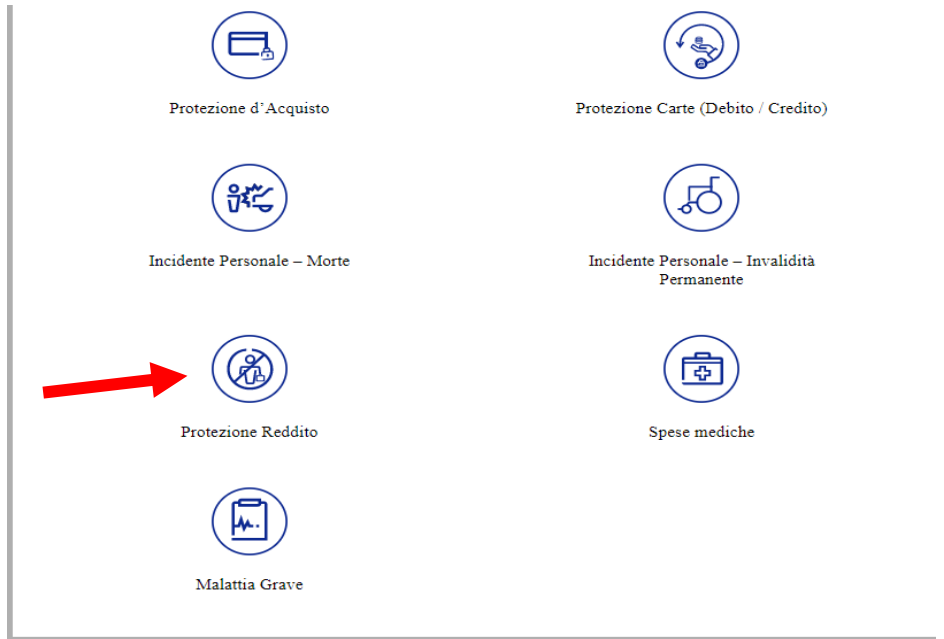 Protezione d’Acquisto
Protezione Carte (Debito / Credito)
Incidente Personale – Morte
Incidente Personale – Invalidità
Permanente
Protezione Reddito
Spese mediche
Malattia Grave